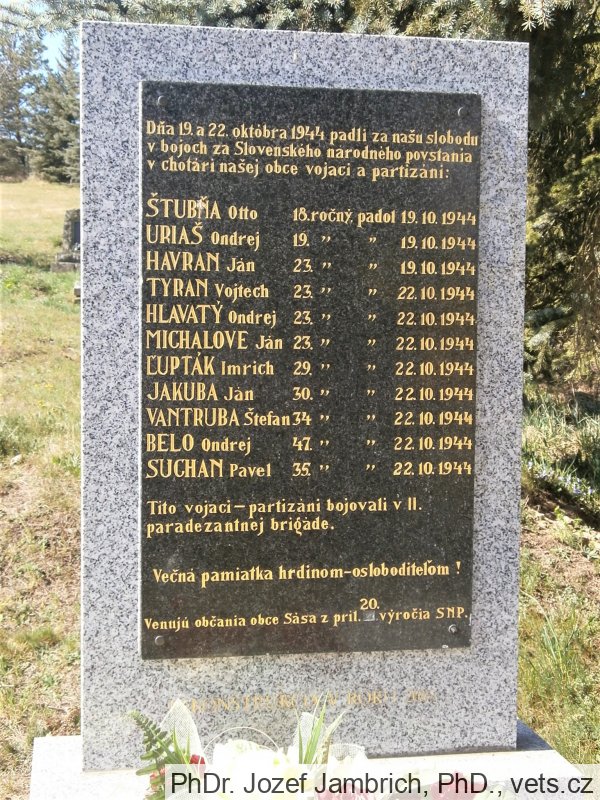 Dňa 19. a 22. októbra 1944 padli za našu slobodu
v bojoch za Slovenského národného povstania
v chotári našej obce vojaci a partizáni:
ŠTUBŇA Otto 18. ročný padol 19. 10. 1944
URIAŠ Ondrej 19. " " 19. 10. 1944
HAVRAN Ján 23. " " 19. 10. 1944
TYRAN Vojtech 23. " " 22. 10. 1944
HLAVATÝ Ondrej 23. " " 22. 10. 1944
MICHALOVE Ján 23. " " 22. 10. 1944
ĽUPTÁK Imrich 29. " " 22. 10. 1944
JAKUBA Ján 30. " " 22. 10. 1944
VANTRUBA Štefan 34 " " 22. 10. 1944
BELO Ondrej 47. " " 22. 10. 1944
SUCHAN Pavel 35. " " 22. 10. 1944
Títo vojaci – partizáni bojovali v II.
paradezantnej brigáde.
Večná pamiatka hrdinom-osloboditeľom !
Venujú občania obce Sása z príl. 20. výročia SNP.
ROKU
PhDr. Jozef Jambrich, PhD., vets.cz